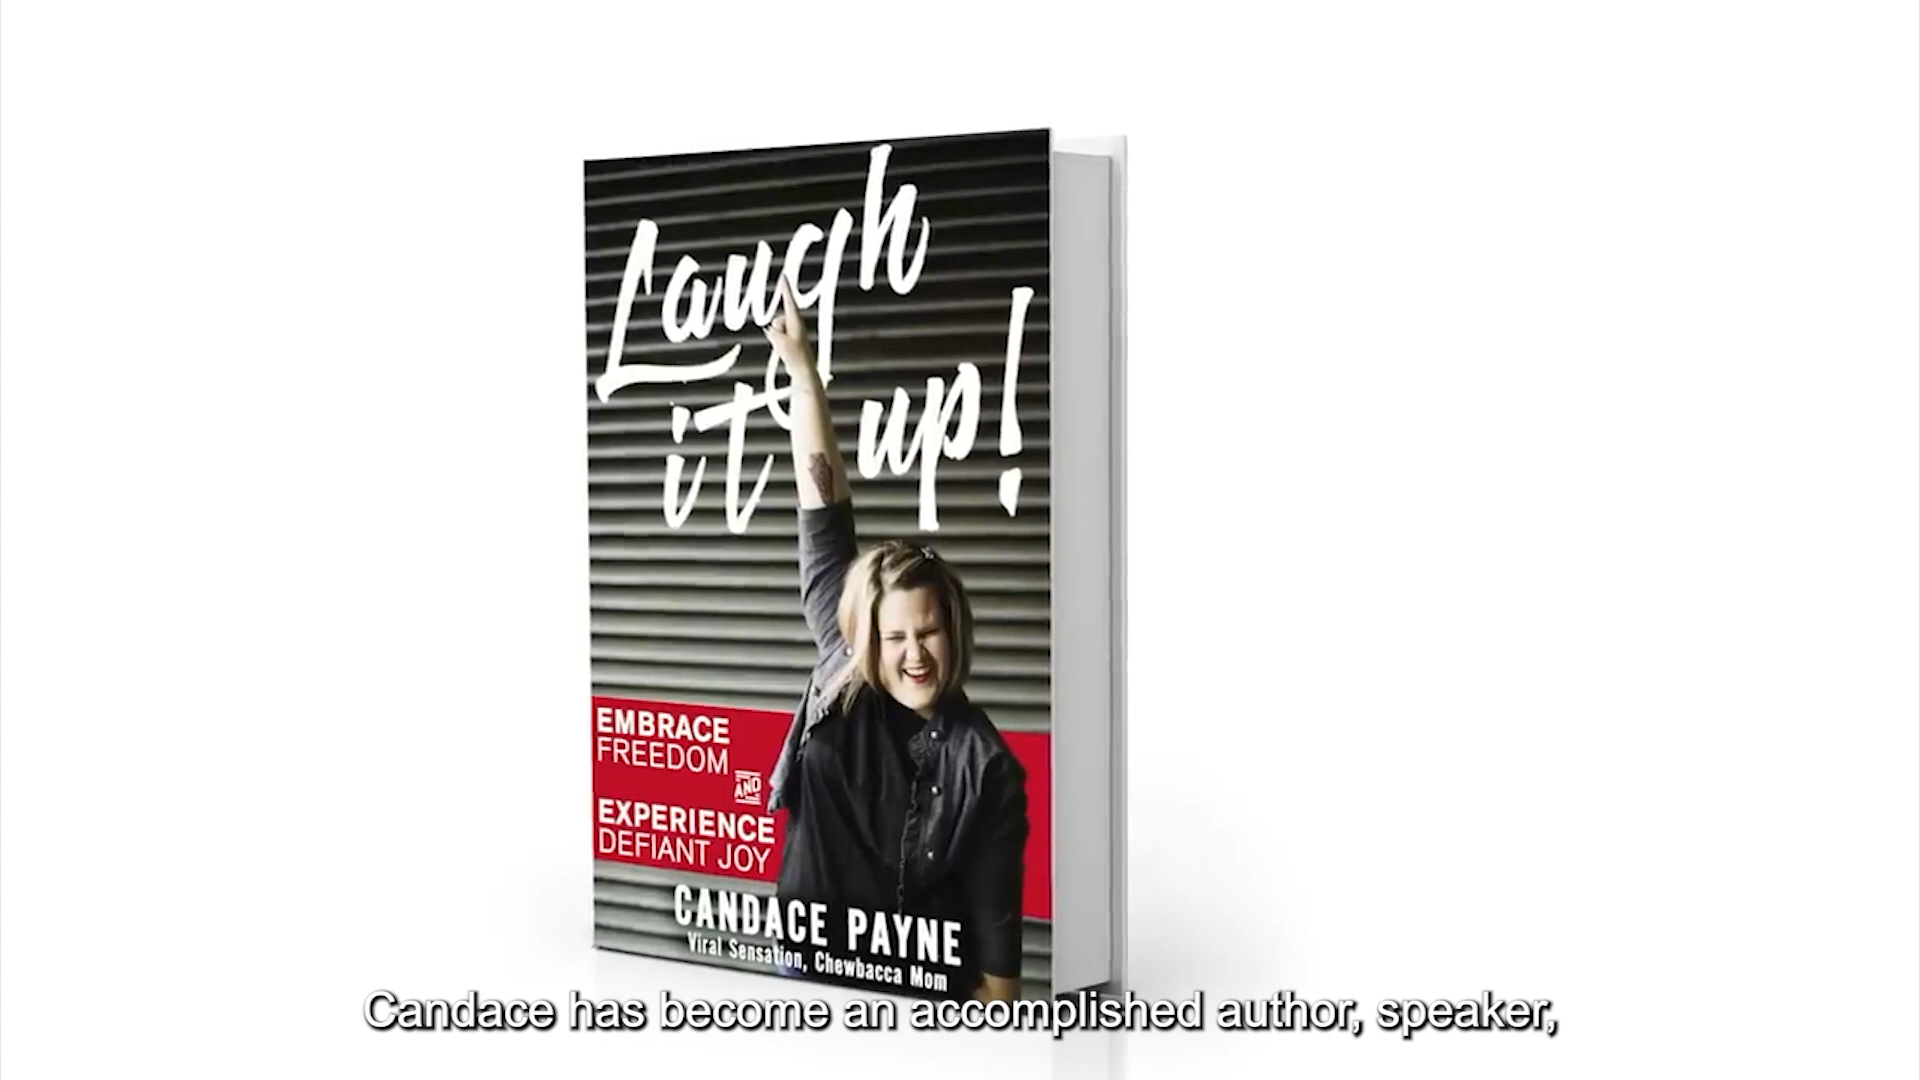 Laugh
it up!
EMBRACE
FREEDOM
AND
EXPERIENCE
DEFIANT JOY
CANDACE PAYNE
Viral Sensation, Chewbacca Mom
Candace has become an accomplished author, speaker,